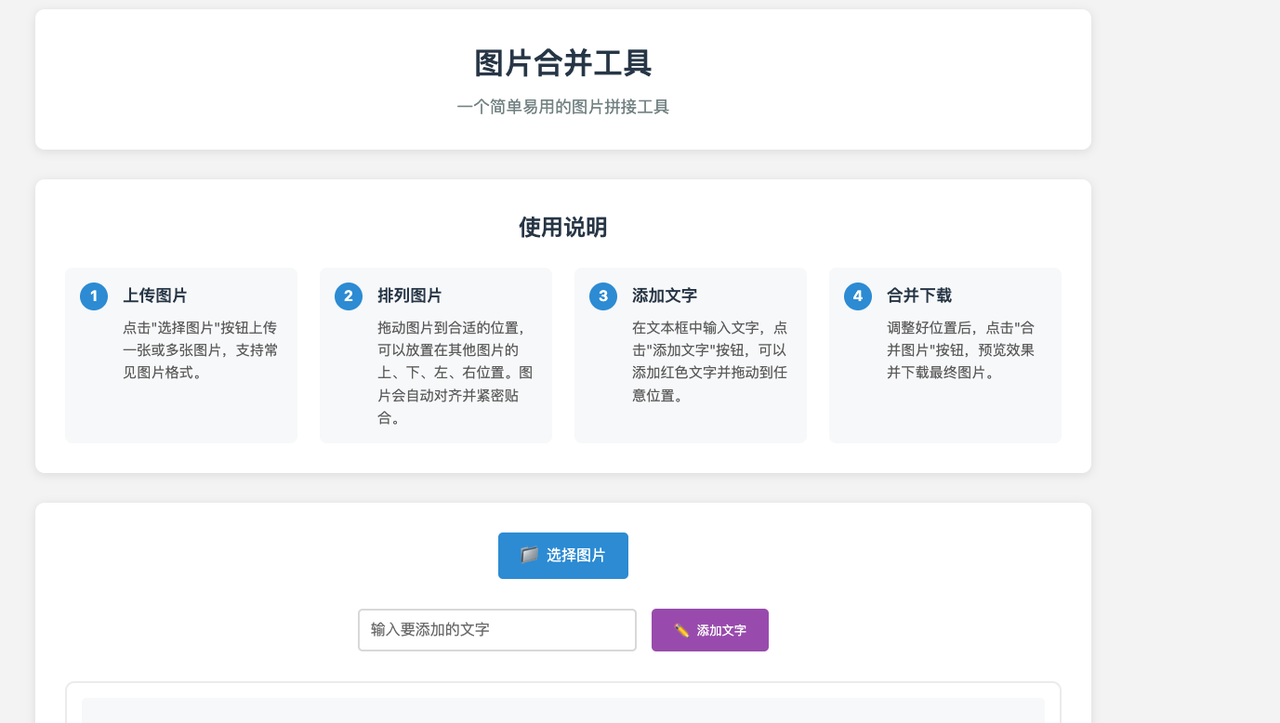 图片合并工具
一个简单易用的图片拼接工具
使用说明
1
上传图片
点击"选择图片"按钮上传
一张或多张图片，支持常
见图片格式。
2
排列图片
拖动图片到合适的位置，
可以放置在其他图片的
上、下、左、右位置。图
片会自动对齐并紧密贴
合。
3
添加文字
在文本框中输入文字，点
击"添加文字"按钮，可以
添加红色文字并拖动到任
意位置。
4
合并下载
调整好位置后，点击"合
并图片"按钮，预览效果
并下载最终图片。
选择图片
输入要添加的文字
添加文字